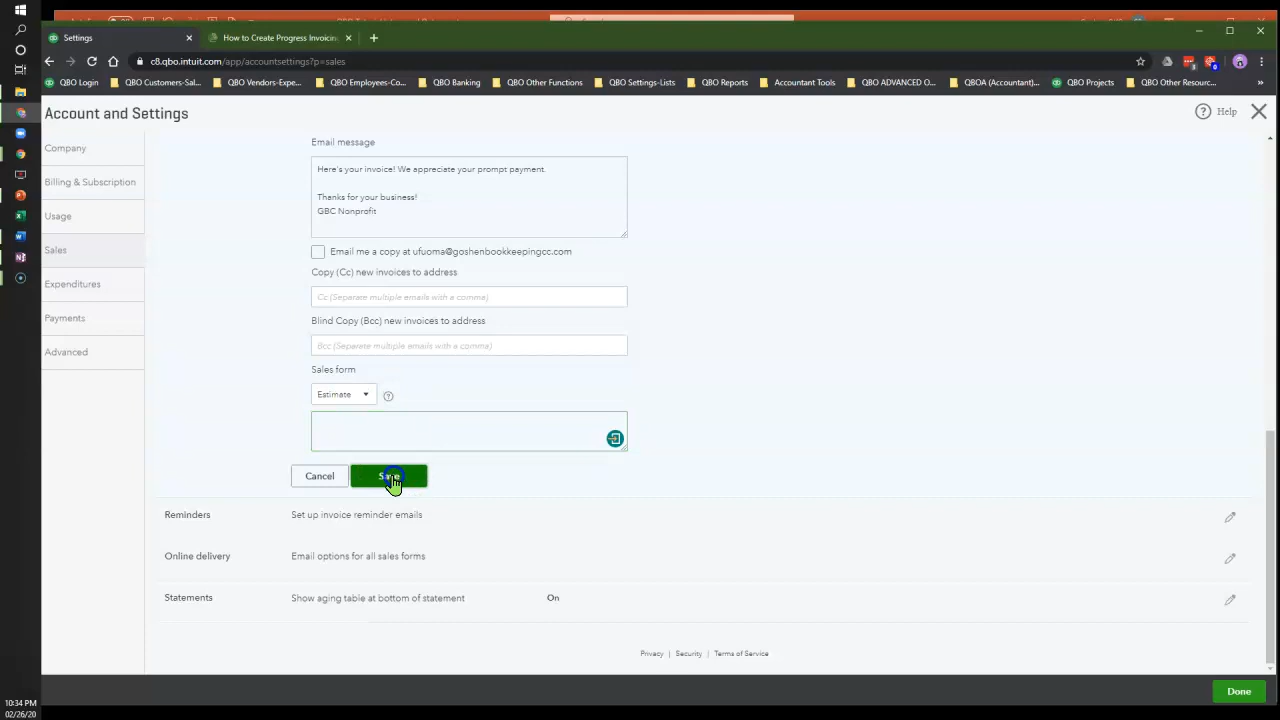 Settings
How to Create Progress Invoicin
c8.qbo.intuit.com/app/accountsettings?p=sales
QBO Login
QBO Customers-Sal...
QBO Vendors-Expe...
QBO Employees-Co...
QBO Banking
QBO Other Functions
QBO Settings-Lists
QBO Reports
Accountant Tools
QBO ADVANCED O...
QBOA (Accountant)...
QBO Projects
QBO Other Resour...
Account and Settings
Help
Company
Billing & Subscription
Usage
Sales
Expenditures
Payments
Advanced
Email message
Here's your invoice! We appreciate your prompt payment.
Thanks for your business!
GBC Nonprofit
Email me a copy at ufuoma@goshenbookkeepingcc.com
Copy (Cc) new invoices to address
Cc (Separate multiple emails with a comma)
Blind Copy (Bcc) new invoices to address
Bcc (Separate multiple emails with a comma)
Sales form
Estimate
Cancel
Reminders
Set up invoice reminder emails
Online delivery
Email options for all sales forms
Statements
Show aging table at bottom of statement
On
Privacy | Security | Terms of Service
Done
10:34 PM
02/26/20